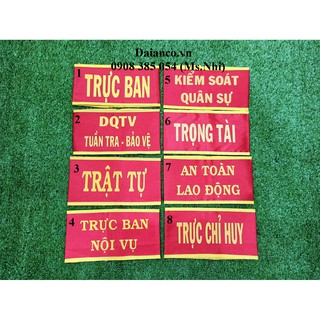 Daianco.vn
0908 385 054 (Ms.Nhi)
1
TRỰC BAN
5
KIỂM SOÁT
QUÂN SỰ
2
DQTV
TUẦN TRA - BẢO VỆ
6
TRỌNG TÀI
3
TRẬT TỰ
7
AN TOÀN
LAO ĐỘNG
4
TRỰC BAN
NỘI VỤ
8
TRỰC CHỈ HUY